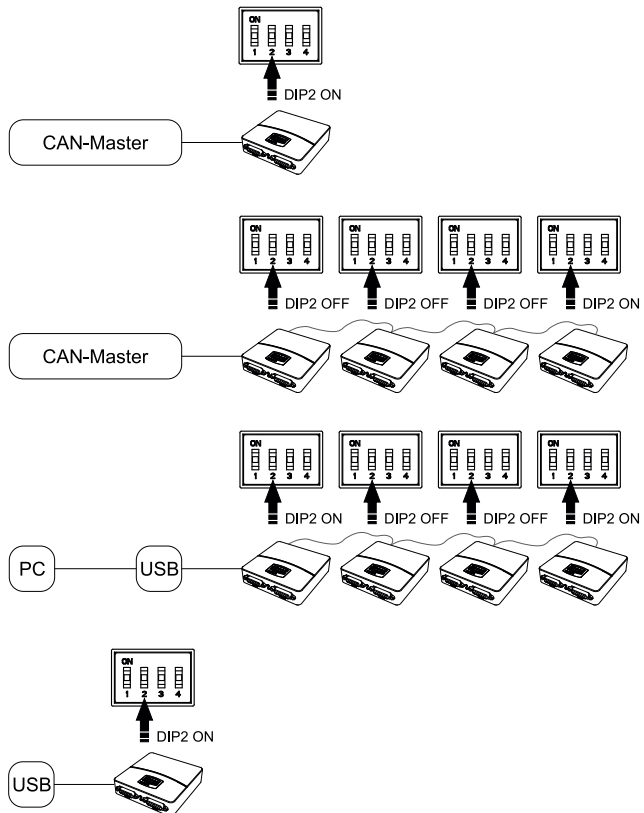 ON
1 2 3 4
DIP2 ON
CAN-Master
ON ON ON ON
1 2 3 4 1 2 3 4 1 2 3 4 1 2 3 4
DIP2 OFF DIP2 OFF DIP2 OFF DIP2 ON
CAN-Master
ON ON ON ON
1 2 3 4 1 2 3 4 1 2 3 4 1 2 3 4
DIP2 ON DIP2 OFF DIP2 OFF DIP2 ON
PC USB
ON
1 2 3 4
DIP2 ON
USB